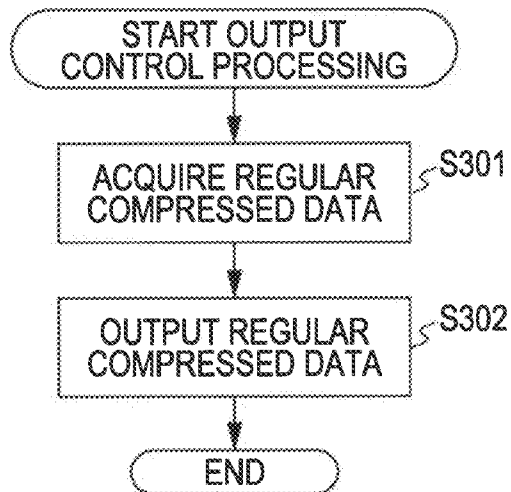 START OUTPUT
CONTROL PROCESSING
ACQUIRE REGULAR
COMPRESSED DATA
S301
OUTPUT REGULAR
COMPRESSED DATA
S302
END